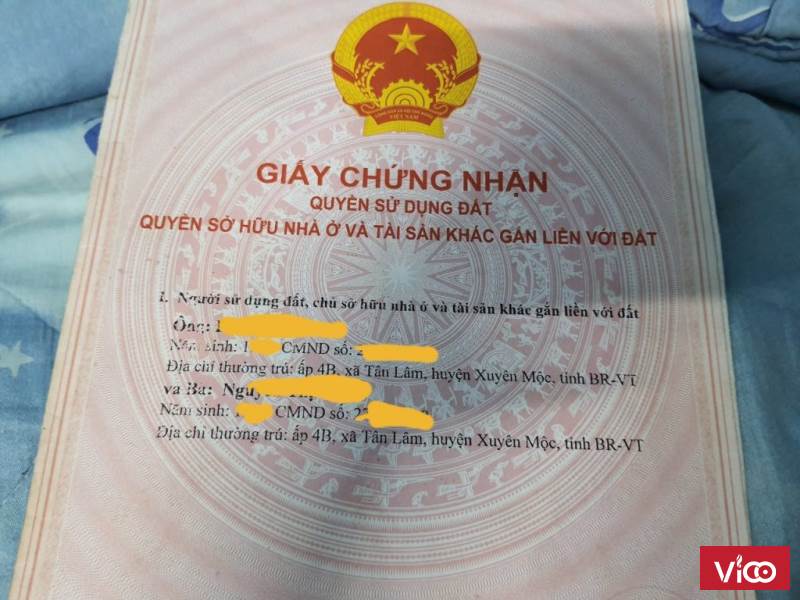 VIỆT NAM
GIẤY CHỨNG NHẬN
QUYỀN SỬ DỤNG ĐẤT
QUYỀN SỞ HỮU NHÀ Ở VÀ TÀI SẢN KHÁC GẮN LIỀN VỚI ĐẤT
I. Người sử dụng đất, chủ sở hữu nhà ở và tài sản khác gắn liền với đất
Ông:
Năm sinh: 1 CMND số: 2
Địa chỉ thường trú: ấp 4B, xã Tân Lâm, huyện Xuyên Mộc, tỉnh BR-VT
và Bà:
Năm sinh: CMND số: 27
Địa chỉ thường trú: ấp 4B, xã Tân Lâm, huyện Xuyên Mộc, tỉnh BR-VT
Vico